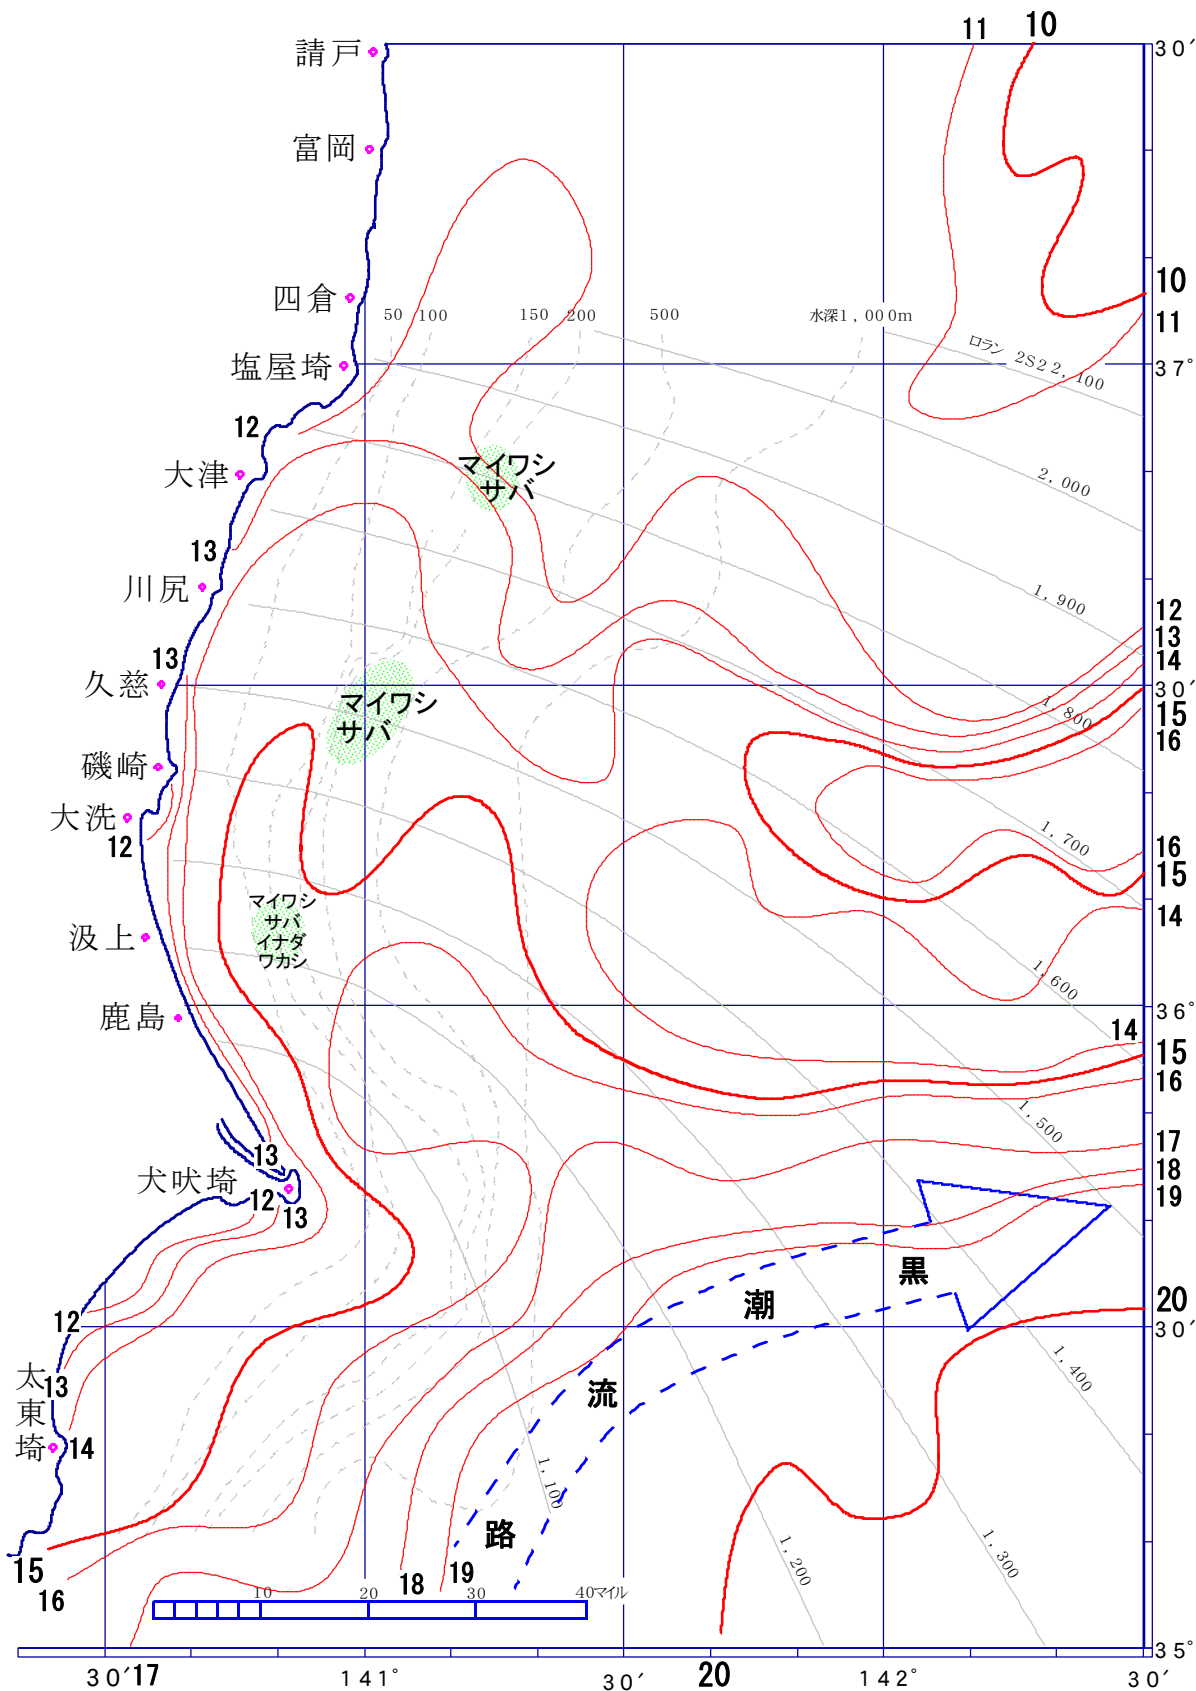 11 10
請戸 30′
富岡
四倉 10
50 100 150 200 500 水深1,000m 11
ロラン 2S22,100
塩屋埼 37°
12
大津 マイワシ
サバ
2,000
13
川尻 1,900 12
13
14
13
久慈 30′
マイワシ
サバ
1,800 15
16
磯崎
大洗
12 1,700 16
15
14
マイワシ
サバ
イナダ
ワカシ
汲上
1,600
鹿島 36°
14 15
16
1,500 17
13
犬吠埼 12 13 18
19
黒
潮
流
路
20
12 30′
1,400
太東埼
13
14
1,100
1,200
1,300
15
16
18 19
10 20 30 40マイル
35°
30′ 17 141° 30′ 20 142° 30′